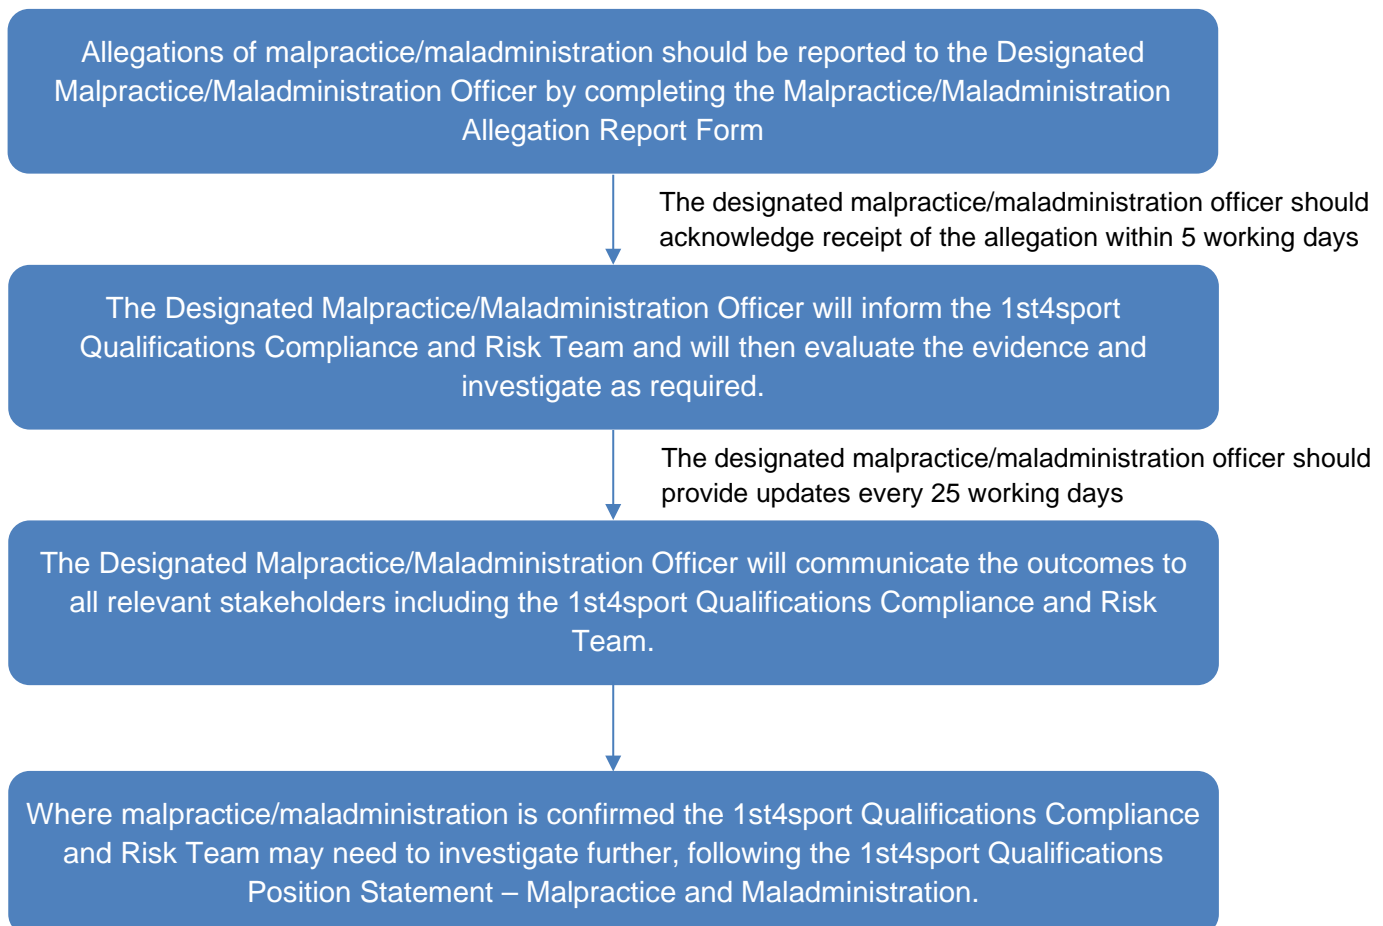 Allegations of malpractice/maladministration should be reported to the Designated
Malpractice/Maladministration Officer by completing the Malpractice/Maladministration
Allegation Report Form
The designated malpractice/maladministration officer should
acknowledge receipt of the allegation within 5 working days
The Designated Malpractice/Maladministration Officer will inform the 1st4sport
Qualifications Compliance and Risk Team and will then evaluate the evidence and
investigate as required.
The designated malpractice/maladministration officer should
provide updates every 25 working days
The Designated Malpractice/Maladministration Officer will communicate the outcomes to
all relevant stakeholders including the 1st4sport Qualifications Compliance and Risk
Team.
Where malpractice/maladministration is confirmed the 1st4sport Qualifications Compliance
and Risk Team may need to investigate further, following the 1st4sport Qualifications
Position Statement – Malpractice and Maladministration.